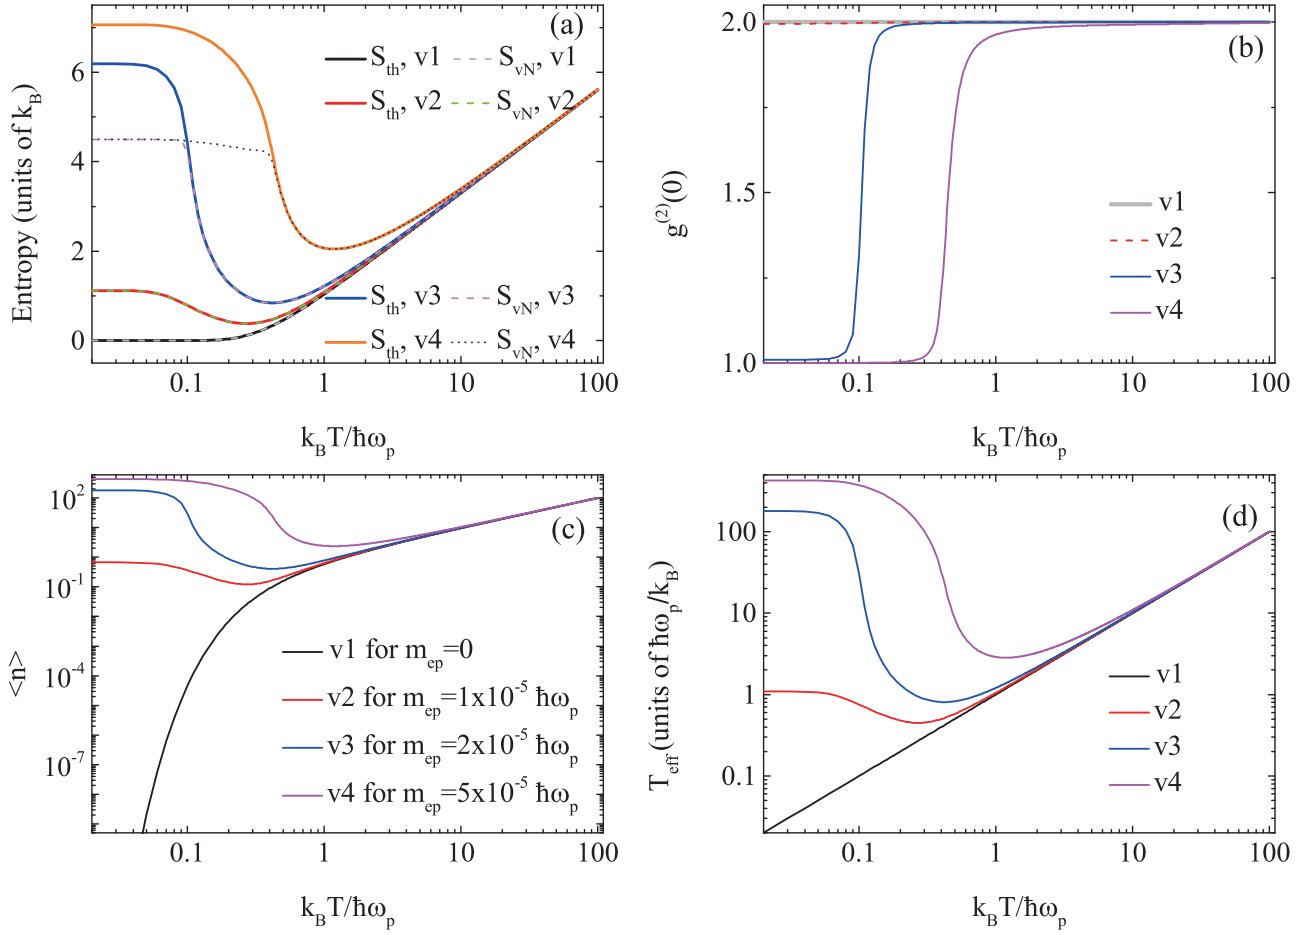 (a)
S_th, v1 S_vN, v1
S_th, v2 S_vN, v2
S_th, v3 S_vN, v3
S_th, v4 S_vN, v4
6
4
2
0
Entropy (units of k_B)
0.1 1 10 100
k_BT/ħω_p
(b)
2.0
1.5
1.0
g^(2)(0)
v1
v2
v3
v4
0.1 1 10 100
k_BT/ħω_p
(c)
10^2
10^-1
10^-4
10^-7
<n>
v1 for m_ep=0
v2 for m_ep=1x10^-5 ħω_p
v3 for m_ep=2x10^-5 ħω_p
v4 for m_ep=5x10^-5 ħω_p
0.1 1 10 100
k_BT/ħω_p
(d)
100
10
1
0.1
T_eff(units of ħω_p/k_B)
v1
v2
v3
v4
0.1 1 10 100
k_BT/ħω_p